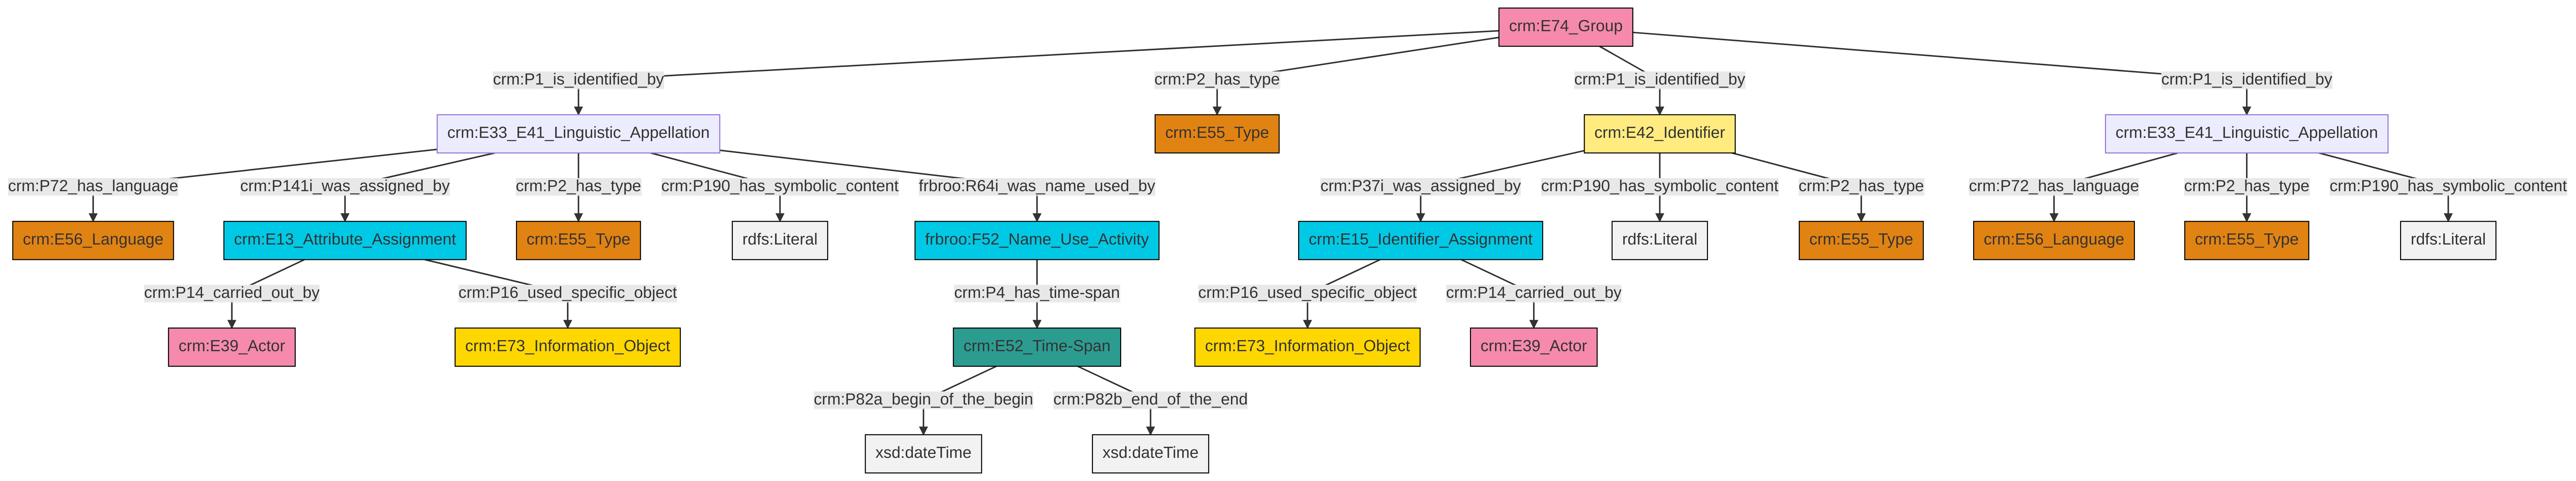 crm:E74_Group
crm:P1_is_identified_by
crm:P2_has_type
crm:P1_is_identified_by
crm:P1_is_identified_by
crm:E33_E41_Linguistic_Appellation
crm:E55_Type
crm:E42_Identifier
crm:E33_E41_Linguistic_Appellation
crm:P72_has_language
crm:P141i_was_assigned_by
crm:P2_has_type
crm:P190_has_symbolic_content
frbroo:R64i_was_name_used_by
crm:P37i_was_assigned_by
crm:P190_has_symbolic_content
crm:P2_has_type
crm:P72_has_language
crm:P2_has_type
crm:P190_has_symbolic_content
crm:E56_Language
crm:E13_Attribute_Assignment
crm:E55_Type
rdfs:Literal
frbroo:F52_Name_Use_Activity
crm:E15_Identifier_Assignment
rdfs:Literal
crm:E55_Type
crm:E56_Language
crm:E55_Type
rdfs:Literal
crm:P14_carried_out_by
crm:P16_used_specific_object
crm:P4_has_time-span
crm:P16_used_specific_object
crm:P14_carried_out_by
crm:E39_Actor
crm:E73_Information_Object
crm:E52_Time-Span
crm:E73_Information_Object
crm:E39_Actor
crm:P82a_begin_of_the_begin
crm:P82b_end_of_the_end
xsd:dateTime
xsd:dateTime